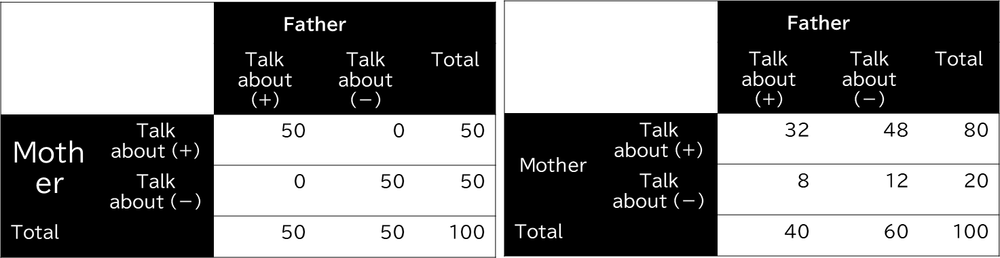 Father
Talk about (+) Talk about (−) Total
Moth
er
Talk about (+) 50 0 50
Talk about (−) 0 50 50
Total 50 50 100
Father
Talk about (+) Talk about (−) Total
Mother
Talk about (+) 32 48 80
Talk about (−) 8 12 20
Total 40 60 100